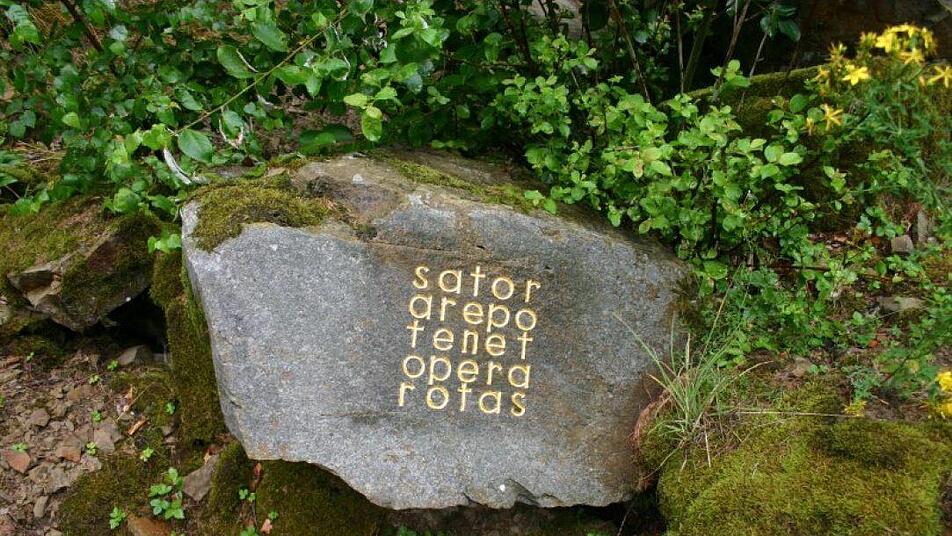 sator
arepo
tenet
opera
rotas